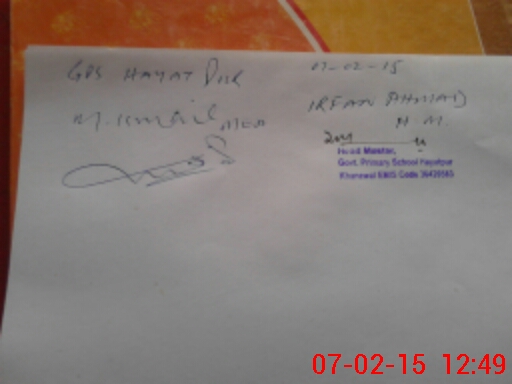 GPS HAYAT PUR
07-02-15
M. Ismail AEO
IRFAN AHMAD
H M.
Head Master,
Govt. Primary School Hayatpur
Khanewal EMIS Code
07-02-15 12:49